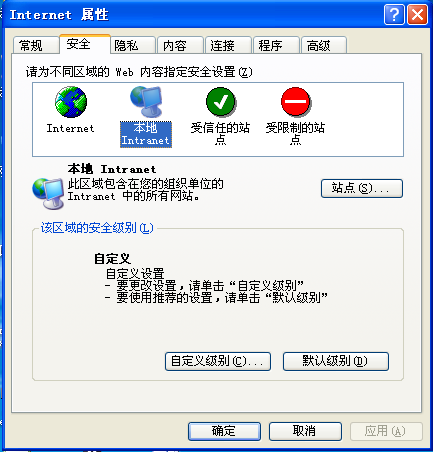 Internet 属性
常规 安全 隐私 内容 连接 程序 高级
请为不同区域的 Web 内容指定安全设置(Z)
Internet
本地
Intranet
受信任的站
点
受限制的站
点
本地 Intranet
此区域包含在您的组织单位的
Intranet 中的所有网站。
站点(S)...
该区域的安全级别(L)
自定义
自定义设置
- 要更改设置，请单击“自定义级别”
- 要使用推荐的设置，请单击“默认级别”
自定义级别(C)... 默认级别(D)
确定 取消 应用(A)